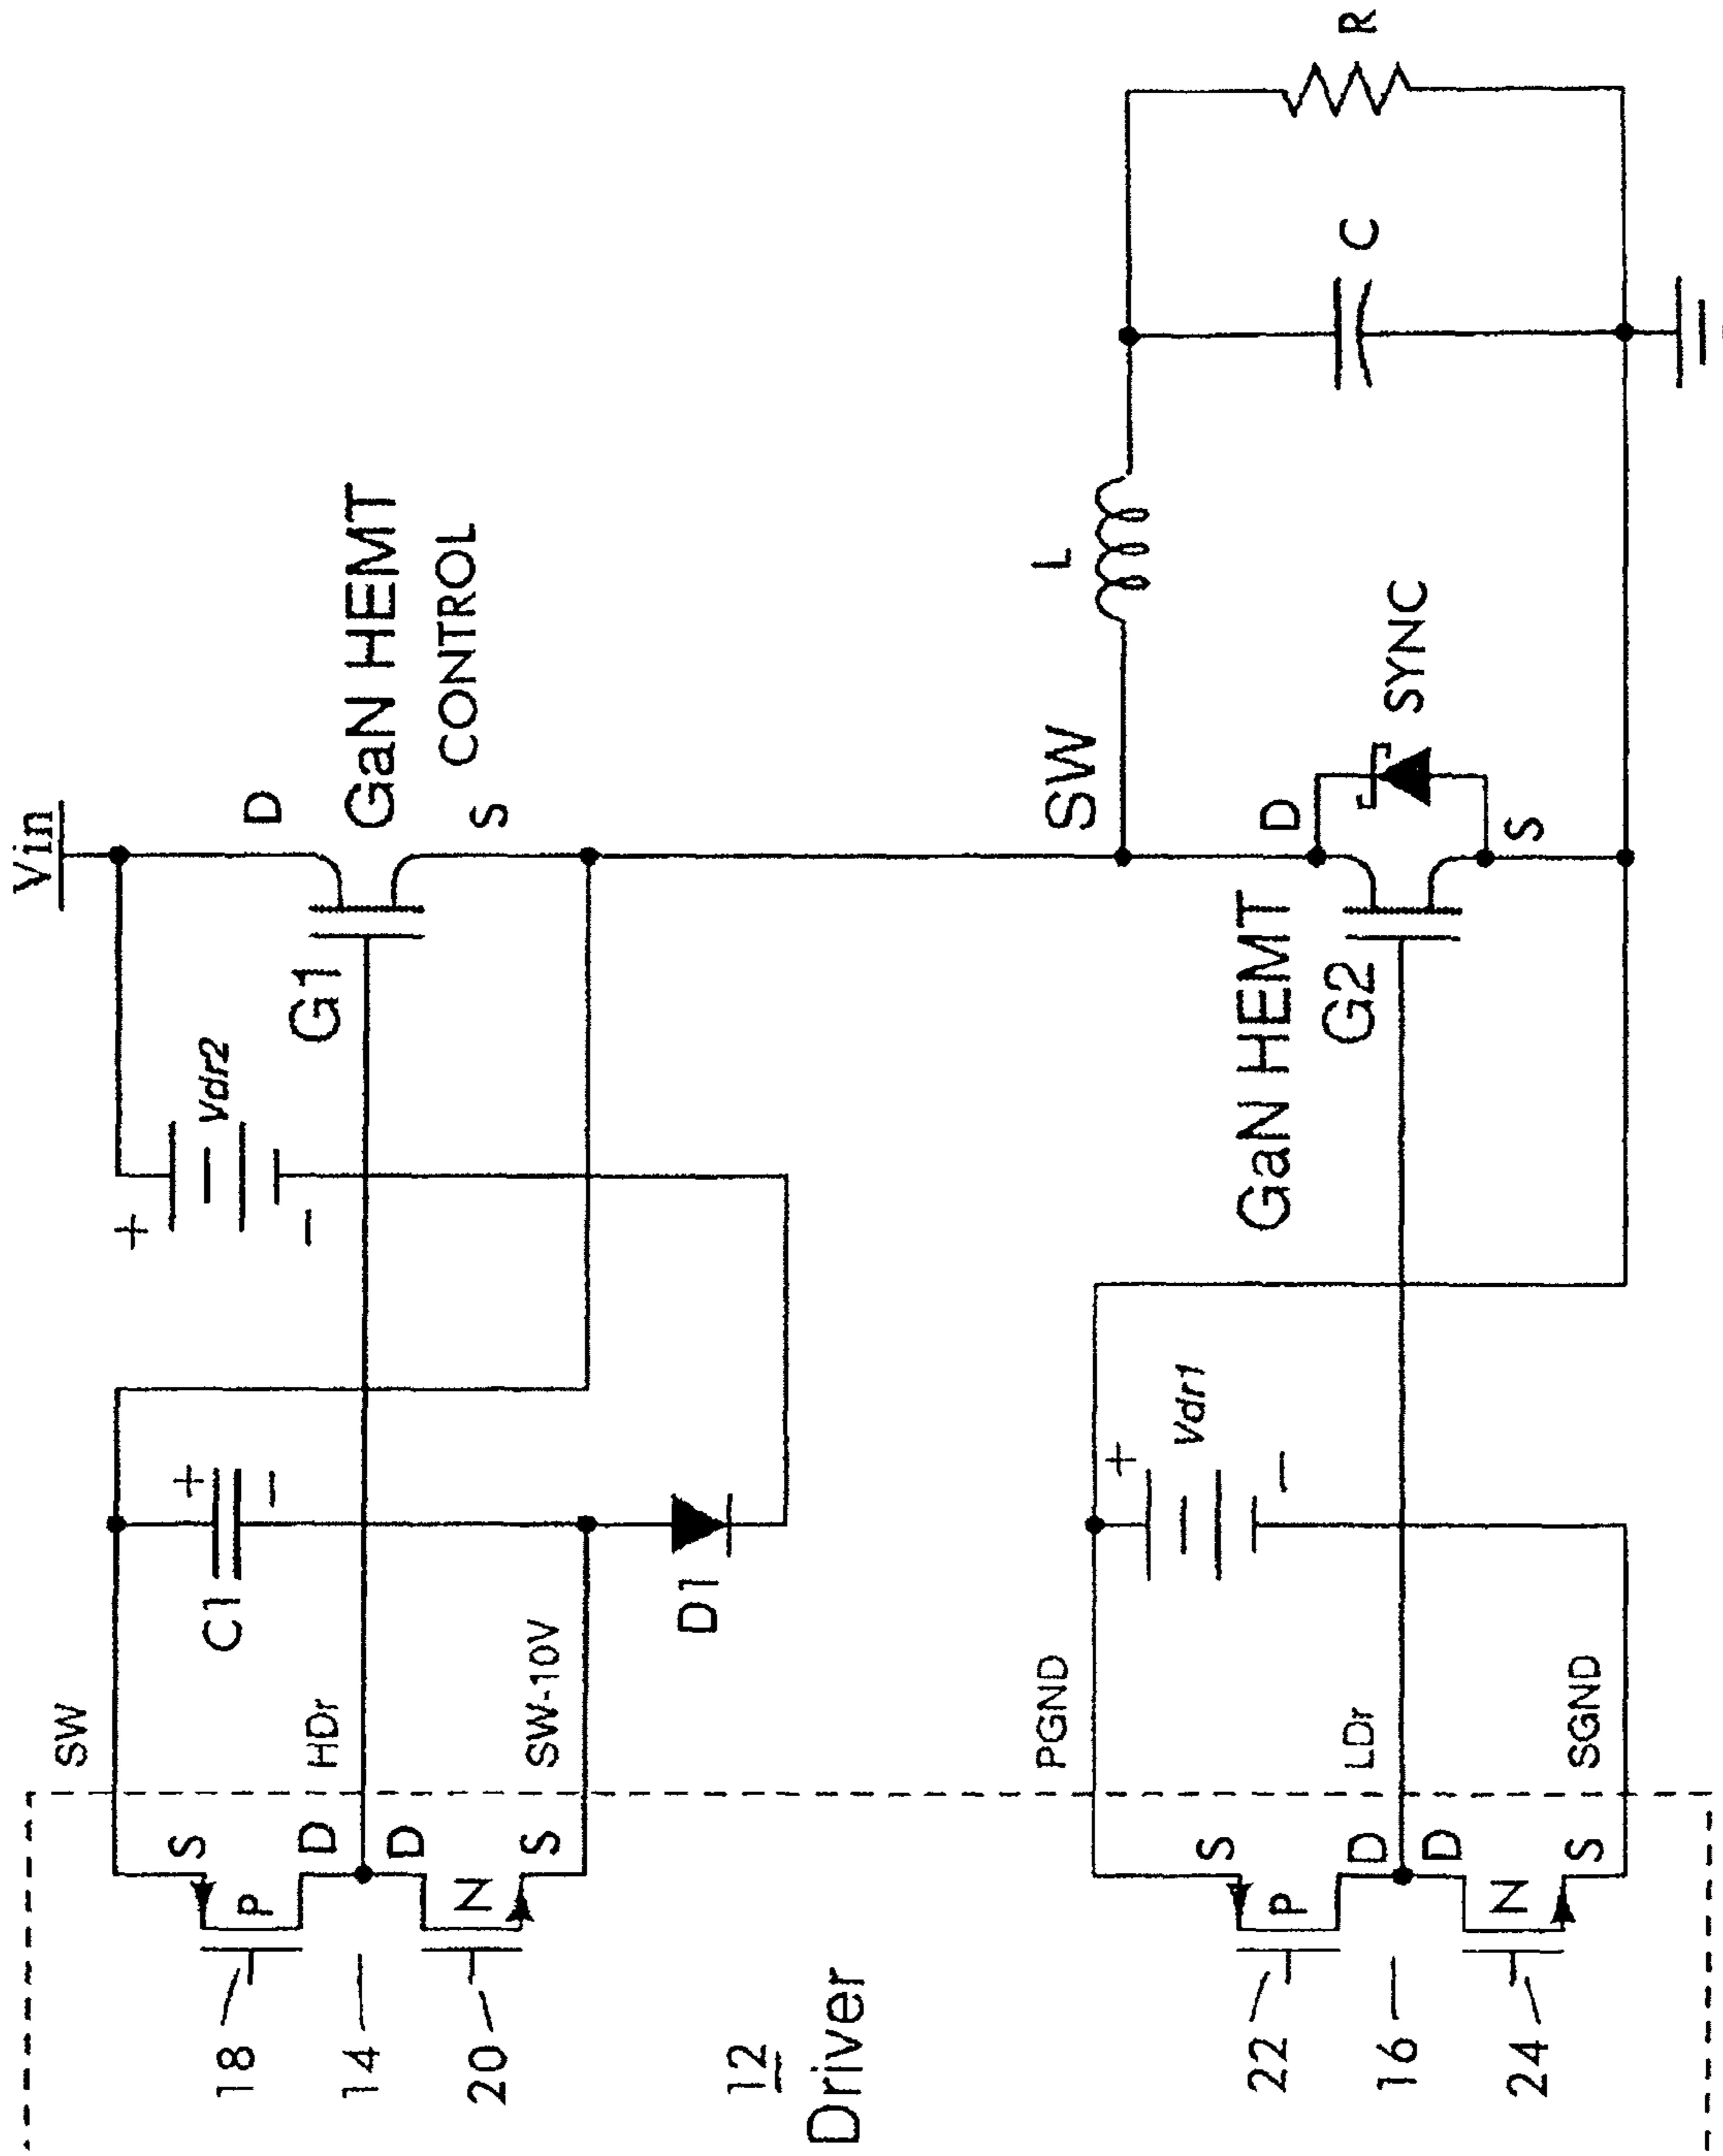 Vin
D
GaN HEMT
CONTROL
S
G1
+
Vdr2
−
SW
C1
+
−
HDr
SW-10V
D1
S
D
P
D
N
S
18
14
20
12
Driver
SW
L
C
R
D
SYNC
S
GaN HEMT
G2
PGND
+
Vdr1
−
LDr
SGND
S
D
P
D
N
S
22
16
24